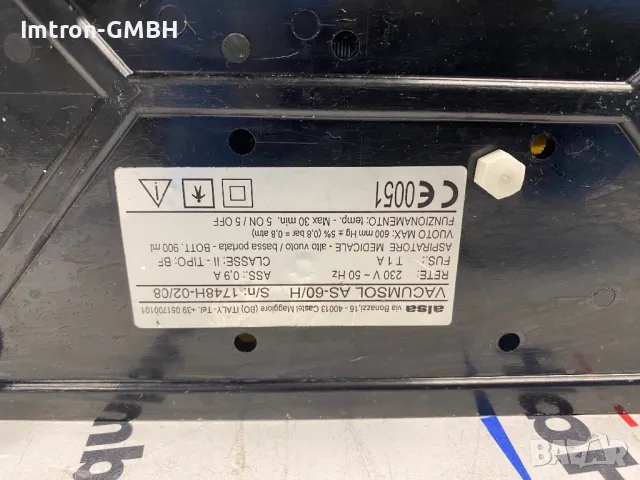 Imtron-GMBH
alsa
via Bonazzi,16 - 40013 Castel Maggiore (BO) ITALY-Tel. +39 051700101
VACUMSOL AS-60/H S/n: 1748H-02/08
RETE: 230 V ~ 50 Hz ASS.: 0,9 A
FUS.: T 1 A CLASSE: II - TIPO: BF
ASPIRATORE MEDICALE - alto vuoto / bassa portata - BOTT. 900 ml
VUOTO MAX: 600 mm Hg ± 5% (0,8 bar = 0,8 atm)
FUNZIONAMENTO: temp. - Max 30 min. 5 ON / 5 OFF
CE 0051
BAZAR